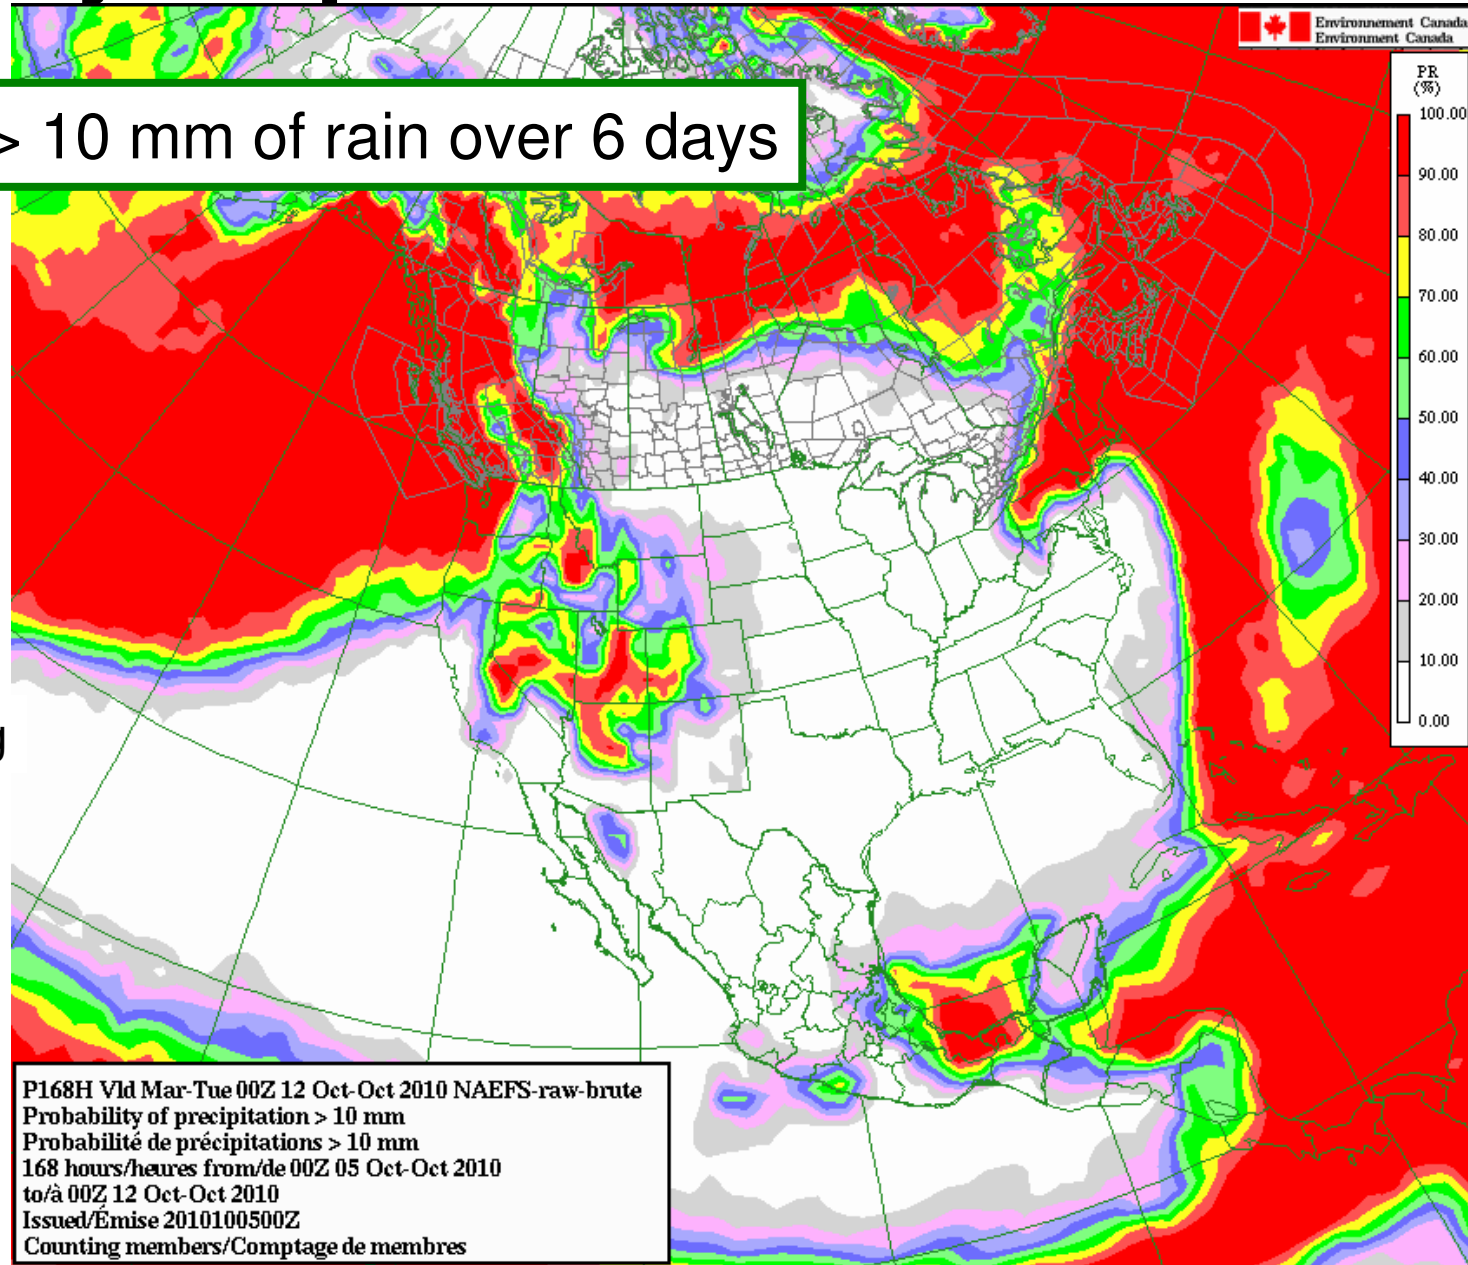 Environnement Canada
Environment Canada
> 10 mm of rain over 6 days
PR
(%)
100.00
90.00
80.00
70.00
60.00
50.00
40.00
30.00
20.00
10.00
0.00
g
P168H Vld Mar-Tue 00Z 12 Oct-Oct 2010 NAEFS-raw-brute
Probability of precipitation > 10 mm
Probabilité de précipitations > 10 mm
168 hours/heures from/de 00Z 05 Oct-Oct 2010
to/à 00Z 12 Oct-Oct 2010
Issued/Émise 2010100500Z
Counting members/Comptage de membres